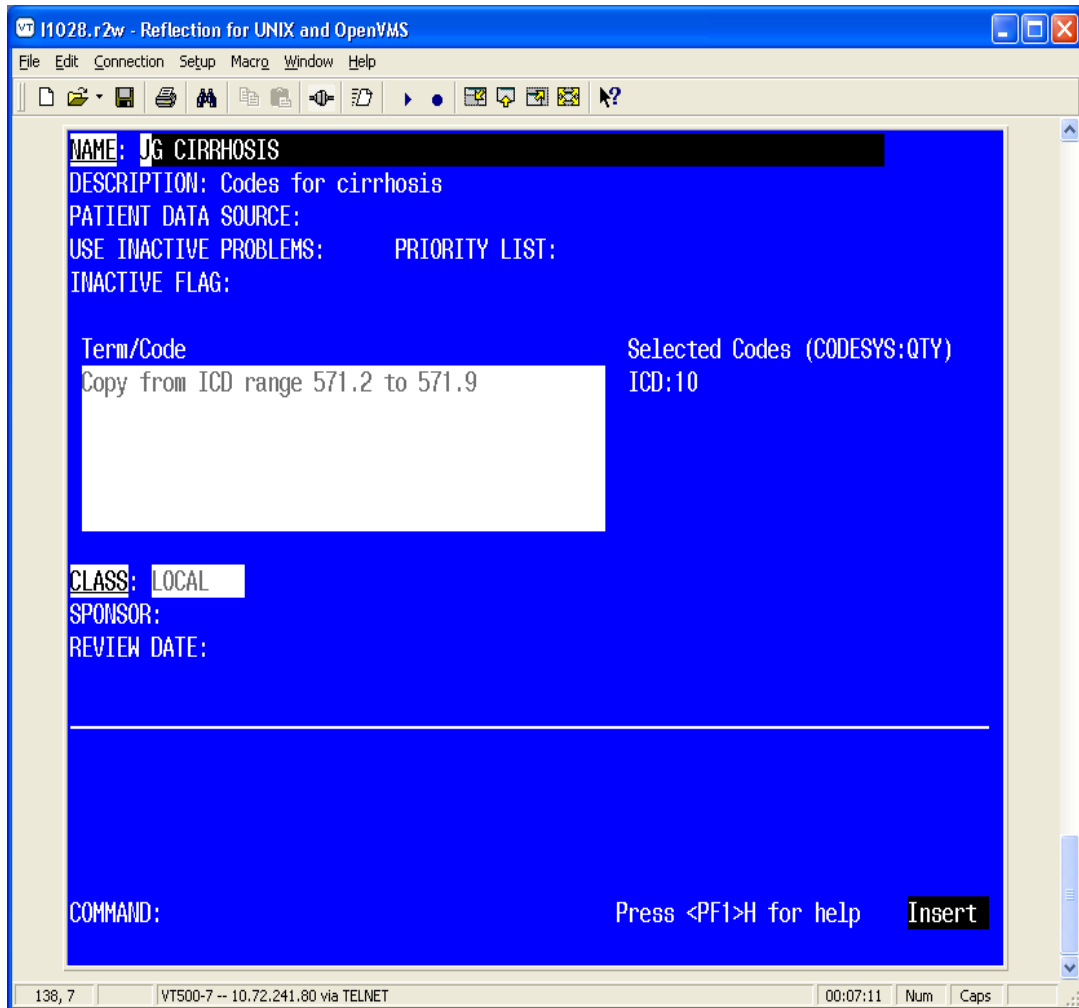 VT I1028.r2w - Reflection for UNIX and OpenVMS
File Edit Connection Setup Macro Window Help
NAME: JG CIRRHOSIS
DESCRIPTION: Codes for cirrhosis
PATIENT DATA SOURCE:
USE INACTIVE PROBLEMS: PRIORITY LIST:
INACTIVE FLAG:
Term/Code Selected Codes (CODESYS:QTY)
Copy from ICD range 571.2 to 571.9 ICD:10
CLASS: LOCAL
SPONSOR:
REVIEW DATE:
COMMAND: Press <PF1>H for help Insert
138, 7 VT500-7 -- 10.72.241.80 via TELNET 00:07:11 Num Caps